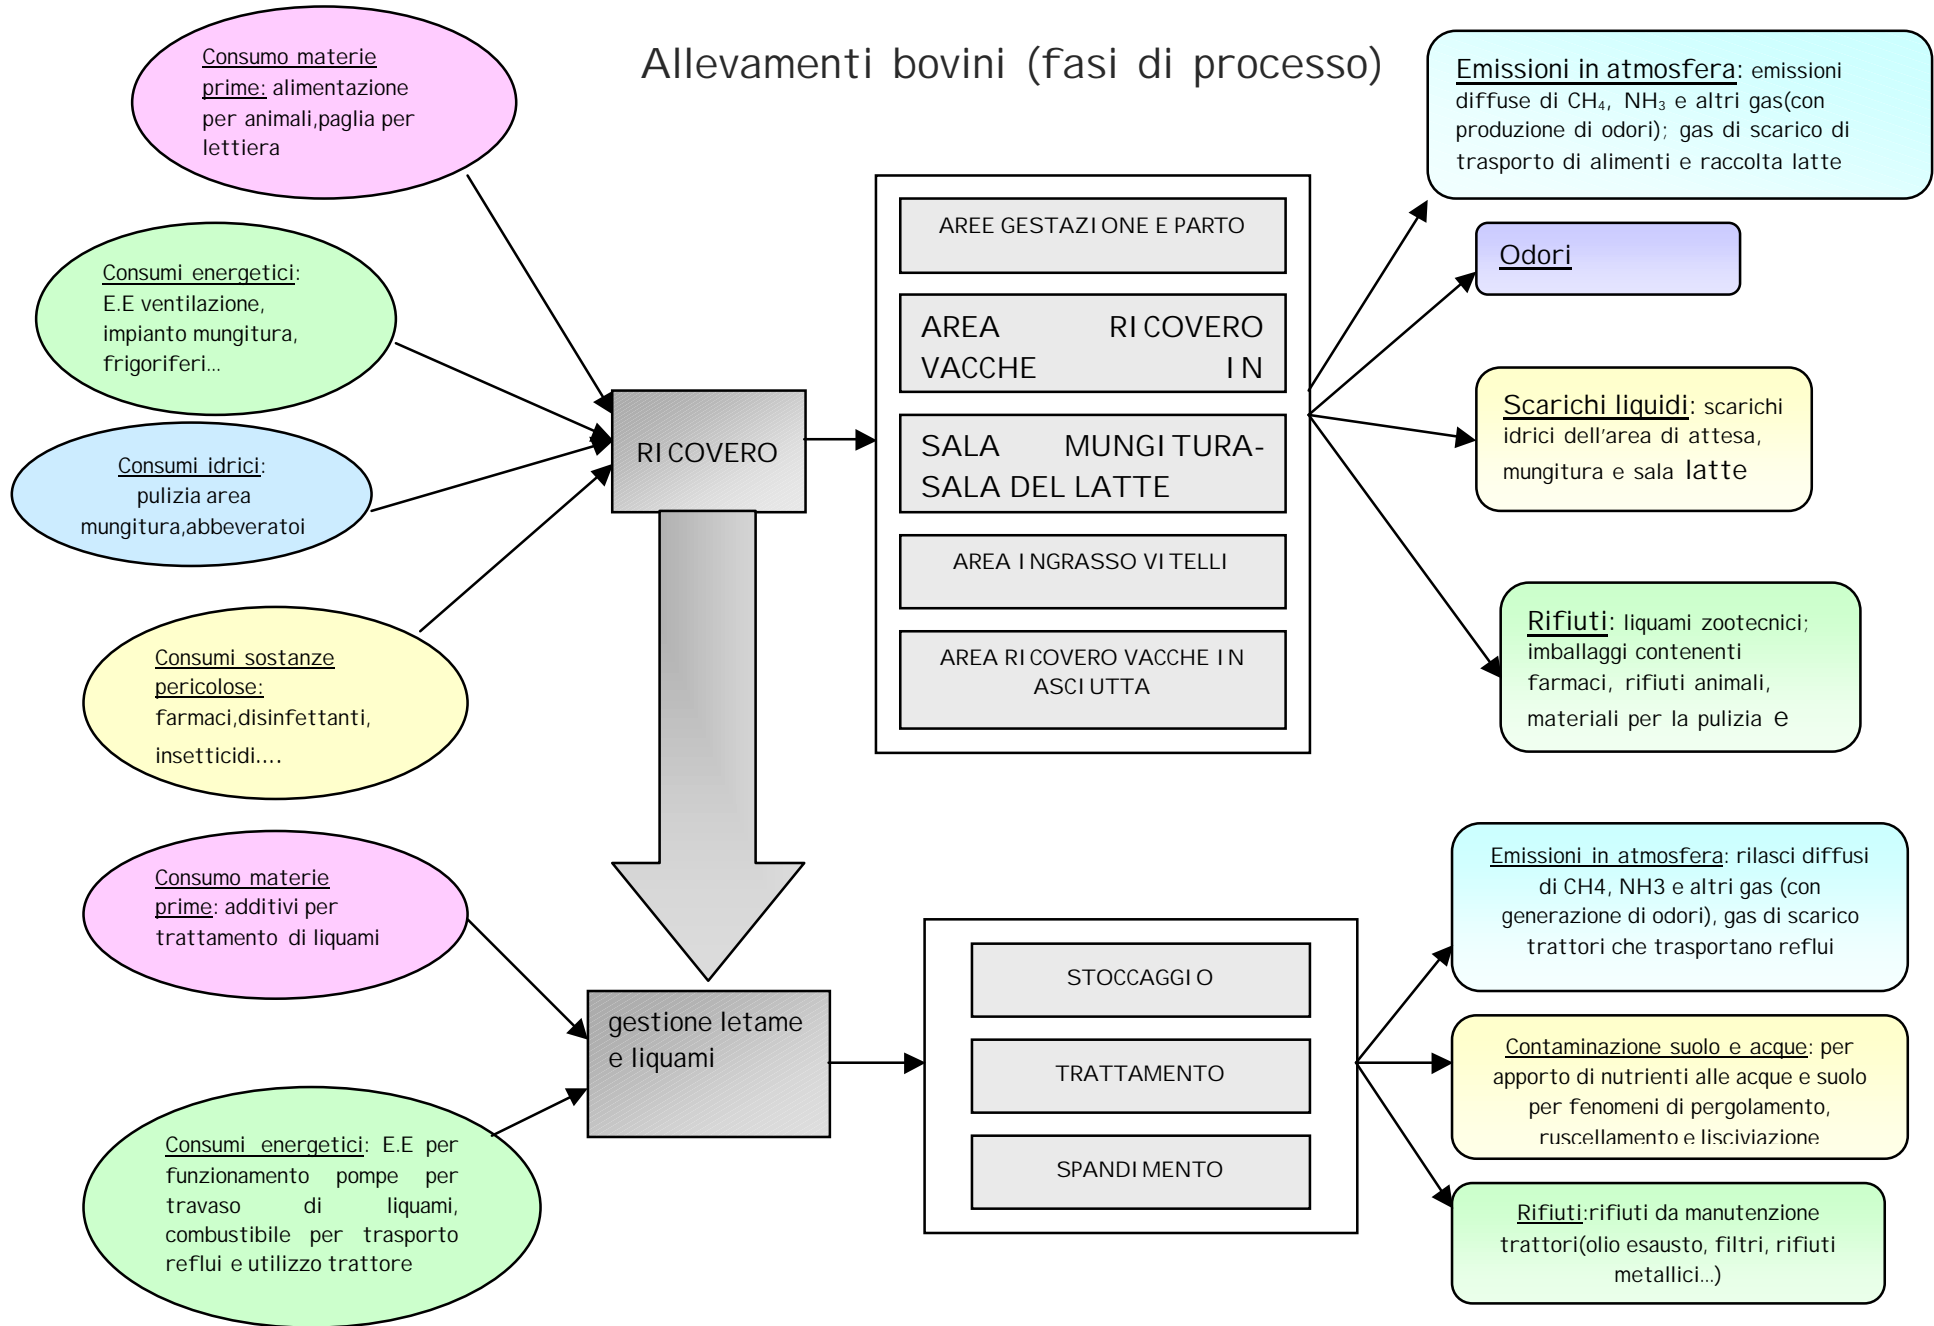 Allevamenti bovini (fasi di processo)
Consumo materie
prime: alimentazione
per animali,paglia per
lettiera
Consumi energetici:
E.E ventilazione,
impianto mungitura,
frigoriferi...
Consumi idrici:
pulizia area
mungitura,abbeveratoi
Consumi sostanze
pericolose:
farmaci,disinfettanti,
insetticidi....
RICOVERO
AREE GESTAZIONE E PARTO
AREA RICOVERO
VACCHE IN
SALA MUNGITURA-
SALA DEL LATTE
AREA INGRASSO VITELLI
AREA RICOVERO VACCHE IN
ASCIUTTA
Emissioni in atmosfera: emissioni
diffuse di CH₄, NH₃ e altri gas(con
produzione di odori); gas di scarico di
trasporto di alimenti e raccolta latte
Odori
Scarichi liquidi: scarichi
idrici dell'area di attesa,
mungitura e sala latte
Rifiuti: liquami zootecnici;
imballaggi contenenti
farmaci, rifiuti animali,
materiali per la pulizia e
Consumo materie
prime: additivi per
trattamento di liquami
Consumi energetici: E.E per
funzionamento pompe per
travaso di liquami,
combustibile per trasporto
reflui e utilizzo trattore
gestione letame
e liquami
STOCCAGGIO
TRATTAMENTO
SPANDIMENTO
Emissioni in atmosfera: rilasci diffusi
di CH4, NH3 e altri gas (con
generazione di odori), gas di scarico
trattori che trasportano reflui
Contaminazione suolo e acque: per
apporto di nutrienti alle acque e suolo
per fenomeni di pergolamento,
ruscellamento e lisciviazione
Rifiuti:rifiuti da manutenzione
trattori(olio esausto, filtri, rifiuti
metallici...)